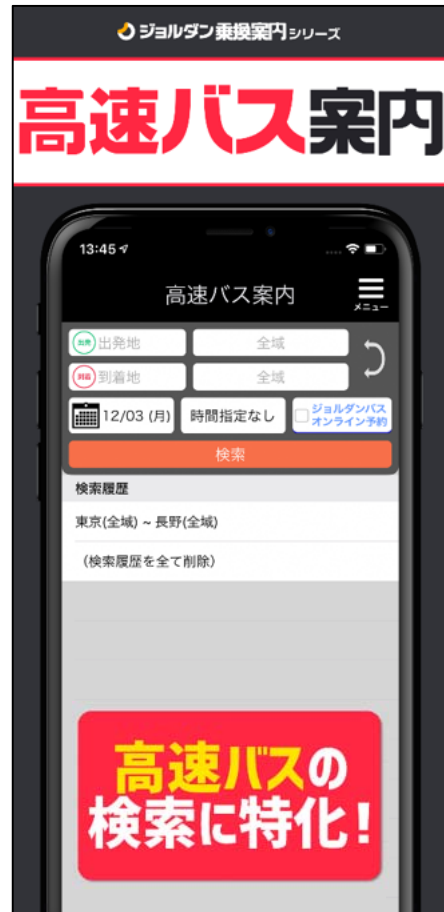 ジョルダン乗換案内シリーズ
高速バス案内
13:45
高速バス案内
メニュー
出発 出発地 全域
到着 到着地 全域
12/03 (月) 時間指定なし ジョルダンバス
オンライン予約
検索
検索履歴
東京(全域) ~ 長野(全域)
（検索履歴を全て削除）
高速バスの
検索に特化!